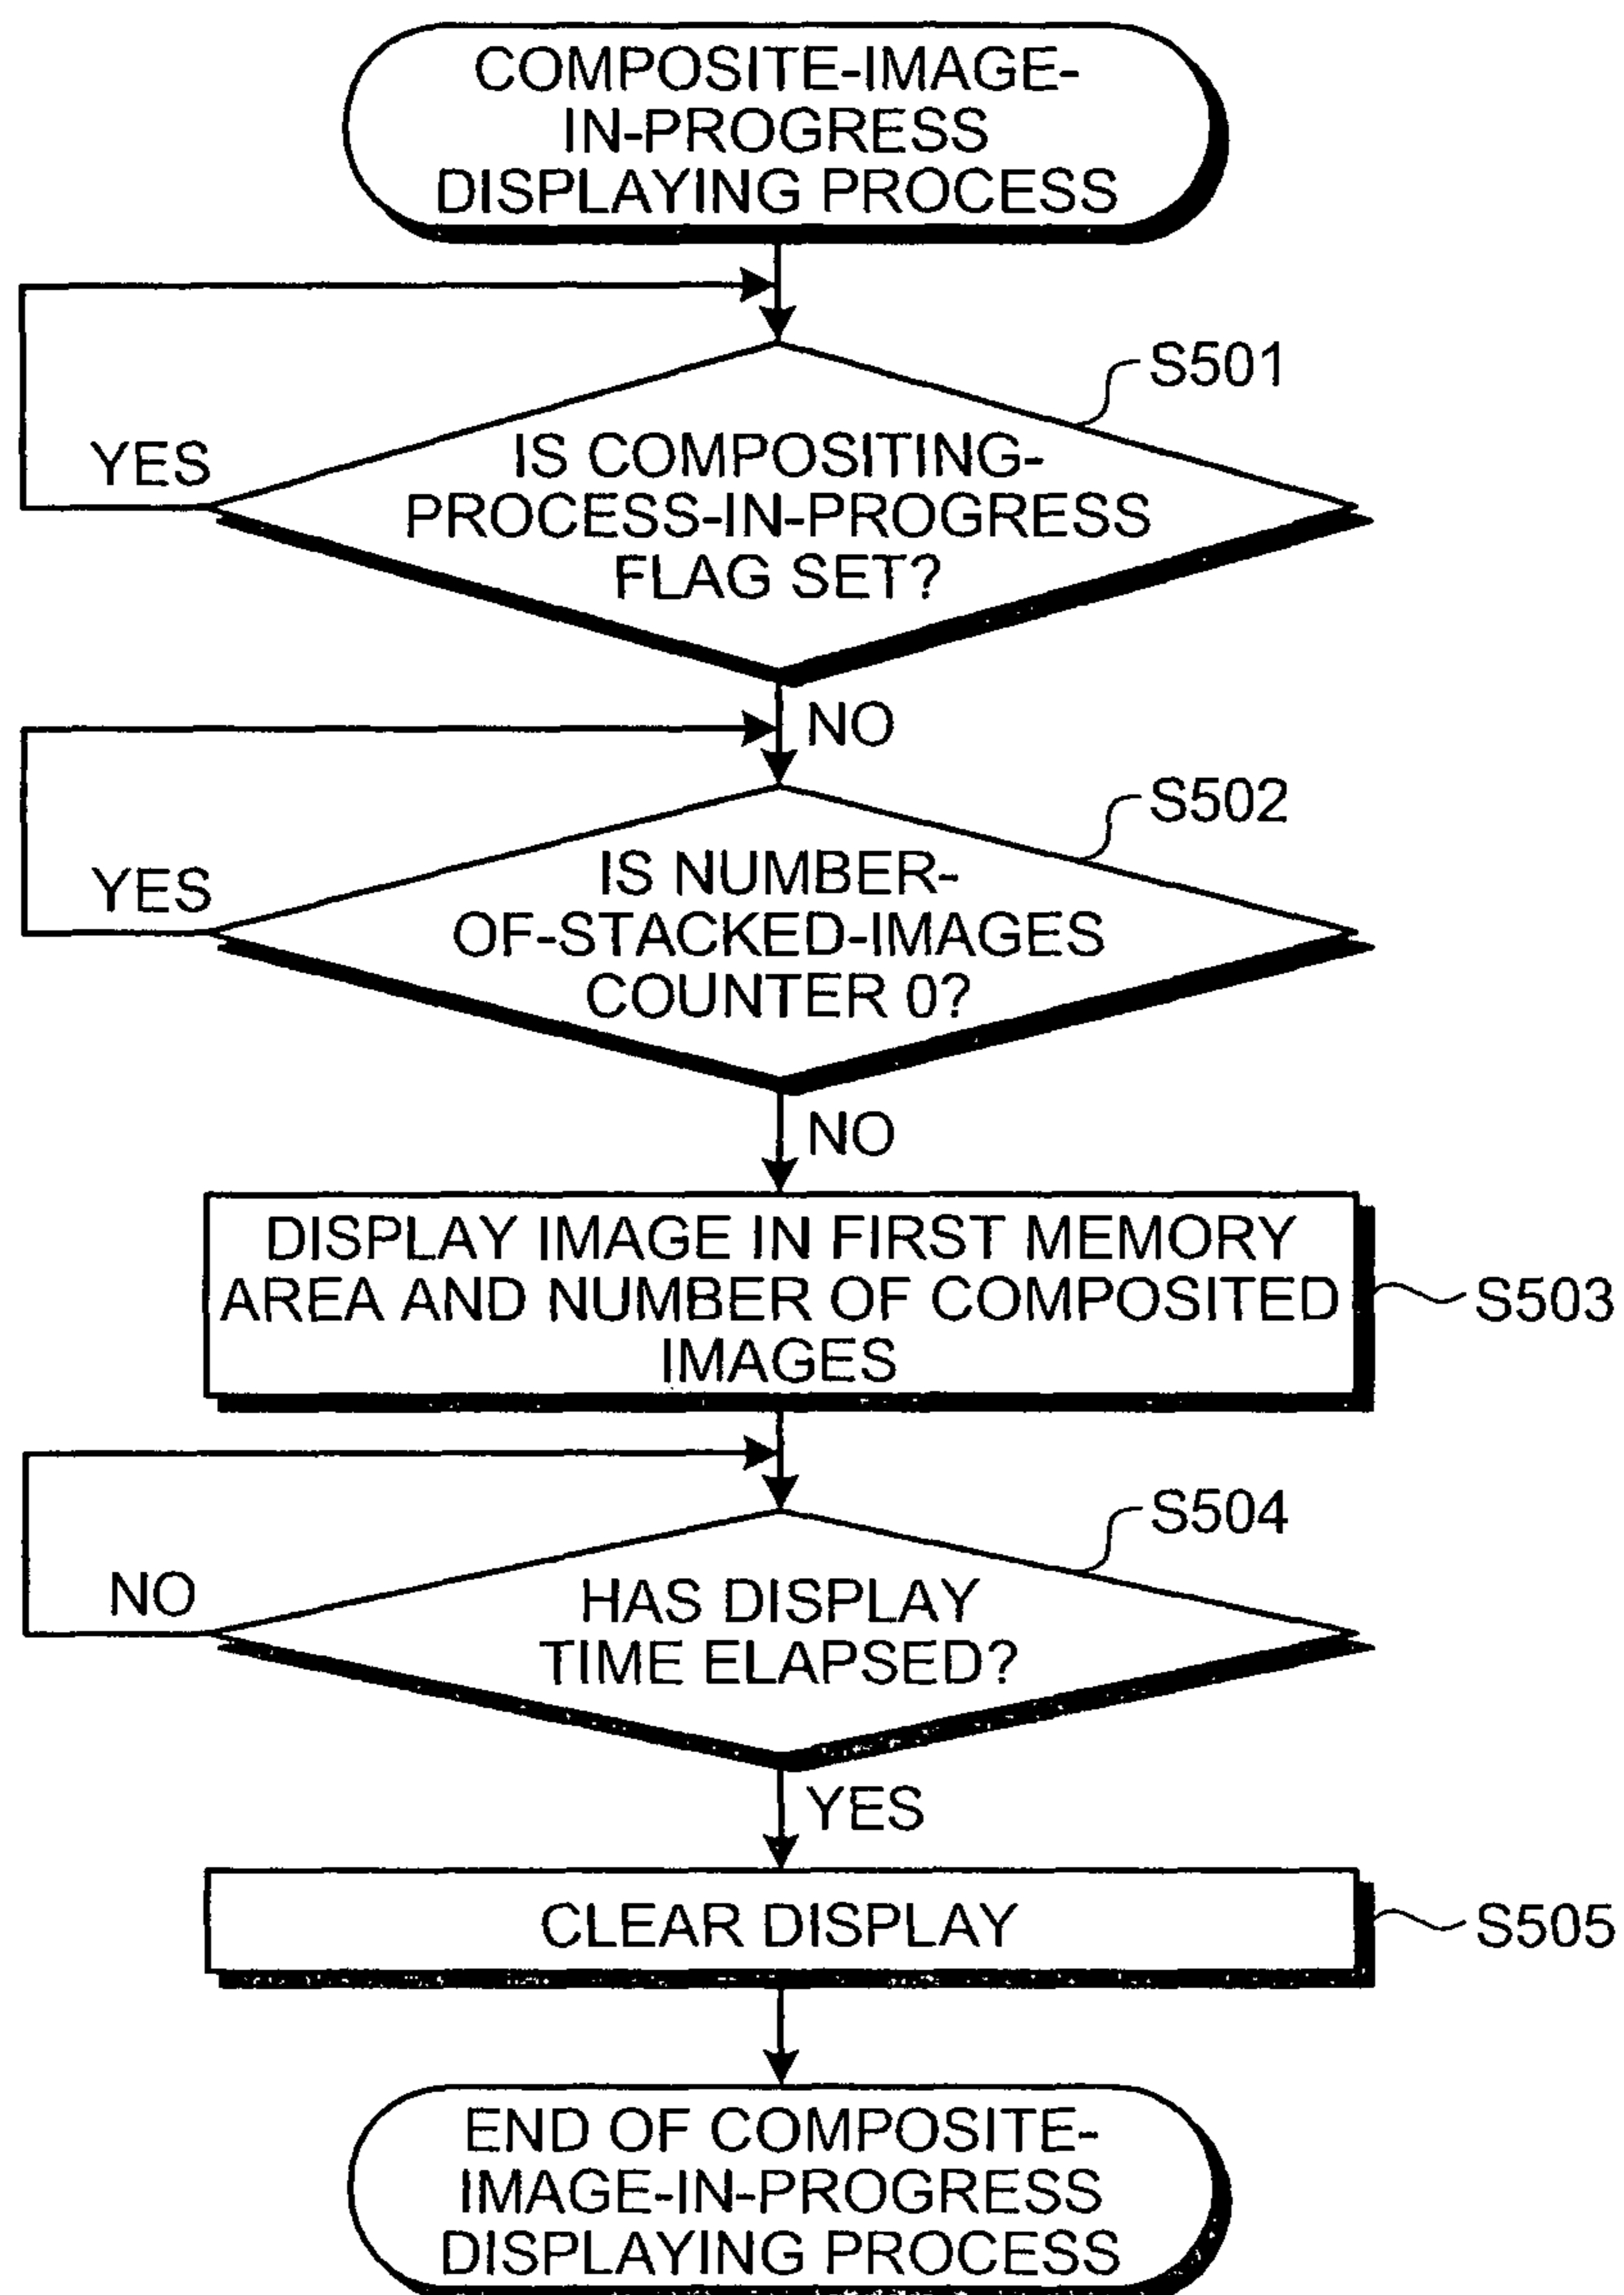 COMPOSITE-IMAGE-
IN-PROGRESS
DISPLAYING PROCESS
S501
YES
IS COMPOSITING-
PROCESS-IN-PROGRESS
FLAG SET?
NO
S502
YES
IS NUMBER-
OF-STACKED-IMAGES
COUNTER 0?
NO
DISPLAY IMAGE IN FIRST MEMORY
AREA AND NUMBER OF COMPOSITED
IMAGES
S503
S504
NO
HAS DISPLAY
TIME ELAPSED?
YES
CLEAR DISPLAY
S505
END OF COMPOSITE-
IMAGE-IN-PROGRESS
DISPLAYING PROCESS